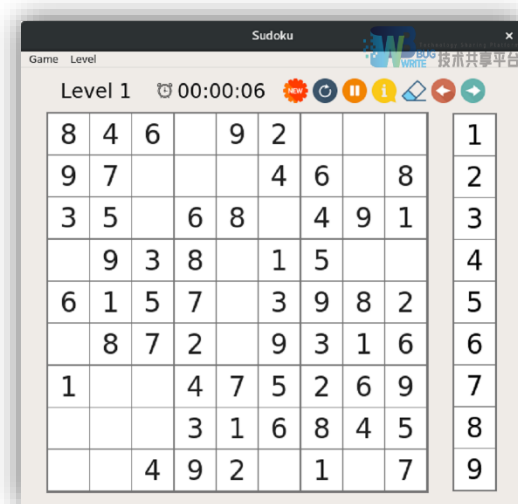 Sudoku ×
BUG
WRITE 技术共享平台
Game Level
Level 1 00:00:06 NEW
8 4 6 9 2
9 7 4 6 8
3 5 6 8 4 9 1
9 3 8 1 5
6 1 5 7 3 9 8 2
8 7 2 9 3 1 6
1 4 7 5 2 6 9
3 1 6 8 4 5
4 9 2 1 7
1
2
3
4
5
6
7
8
9